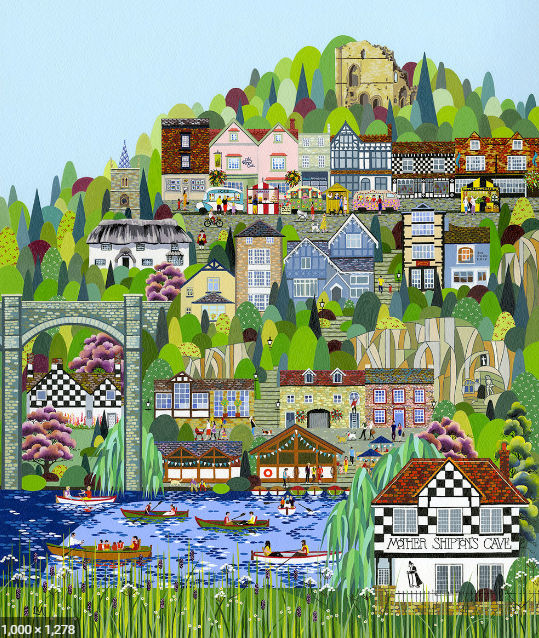 MOTHER SHIPTON'S CAVE
1,000 × 1,278